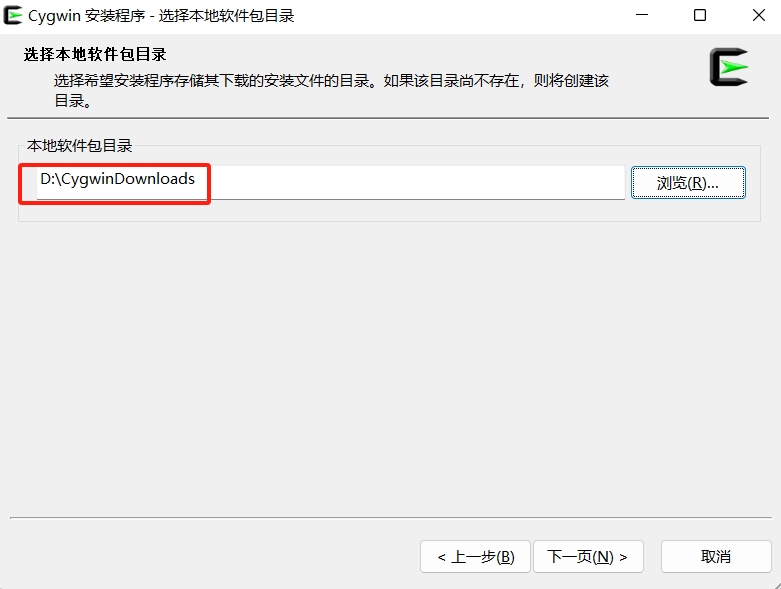 Cygwin 安装程序 - 选择本地软件包目录
选择本地软件包目录
选择希望安装程序存储其下载的安装文件的目录。如果该目录尚不存在，则将创建该
目录。
本地软件包目录
D:\CygwinDownloads
浏览(R)...
< 上一步(B)
下一页(N) >
取消